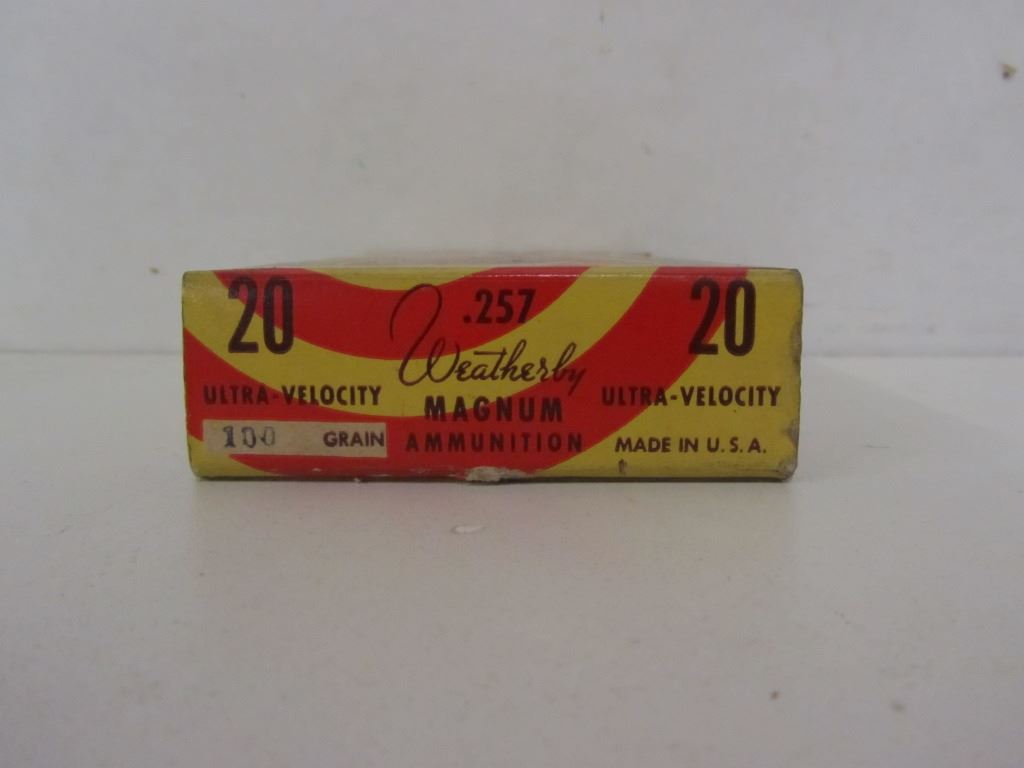 20 .257 20
Weatherby
ULTRA-VELOCITY MAGNUM ULTRA-VELOCITY
100 GRAIN AMMUNITION MADE IN U.S.A.